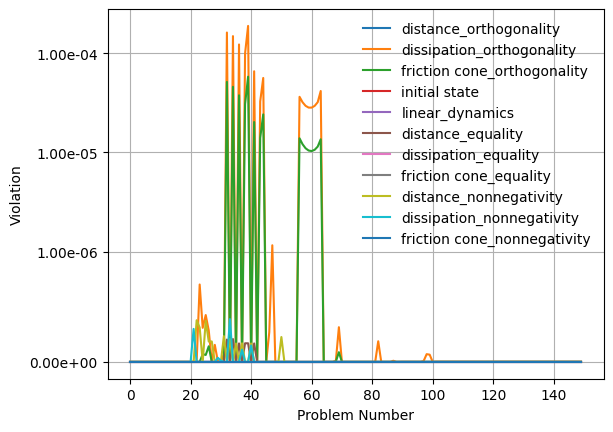 1.00e−04
1.00e−05
1.00e−06
0.00e+00
Violation
distance_orthogonality
dissipation_orthogonality
friction cone_orthogonality
initial state
linear_dynamics
distance_equality
dissipation_equality
friction cone_equality
distance_nonnegativity
dissipation_nonnegativity
friction cone_nonnegativity
0 20 40 60 80 100 120 140
Problem Number